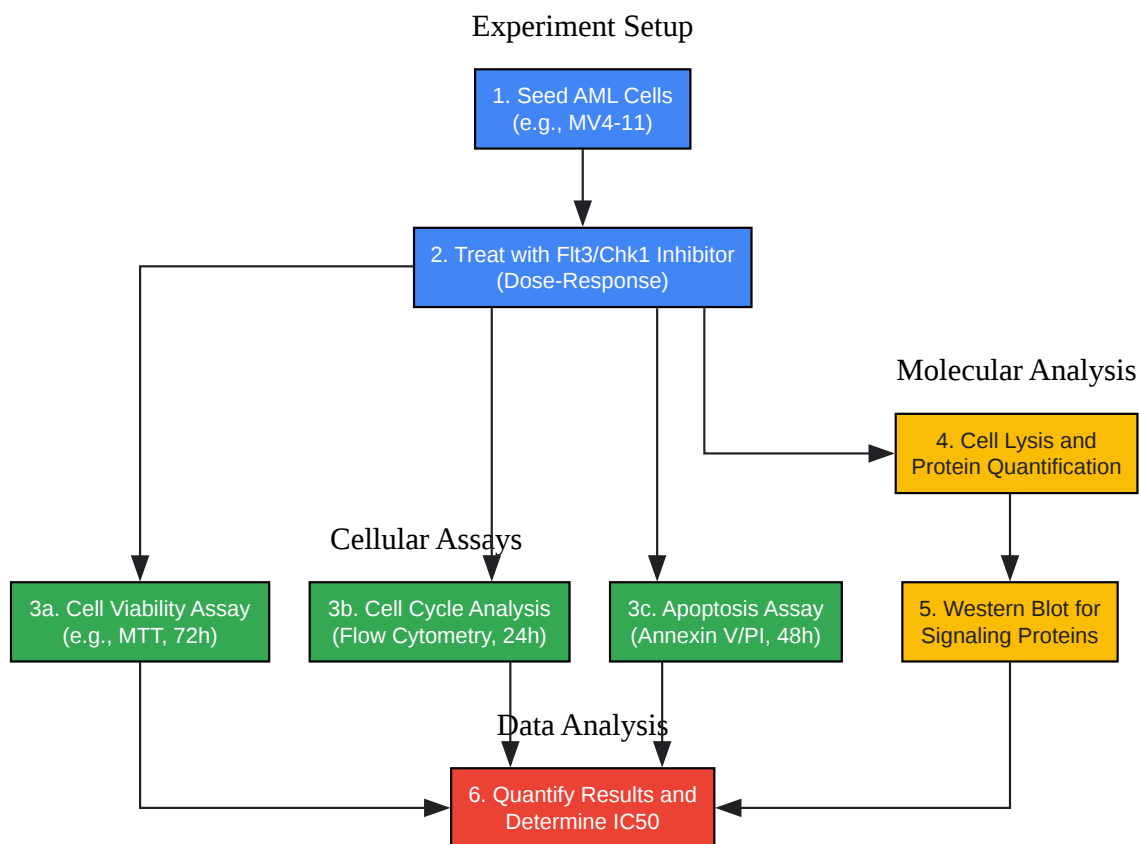 Experiment Setup
1. Seed AML Cells
(e.g., MV4-11)
2. Treat with Flt3/Chk1 Inhibitor
(Dose-Response)
Molecular Analysis
4. Cell Lysis and
Protein Quantification
Cellular Assays
3a. Cell Viability Assay
(e.g., MTT, 72h)
3b. Cell Cycle Analysis
(Flow Cytometry, 24h)
3c. Apoptosis Assay
(Annexin V/PI, 48h)
5. Western Blot for
Signaling Proteins
Data Analysis
6. Quantify Results and
Determine IC50